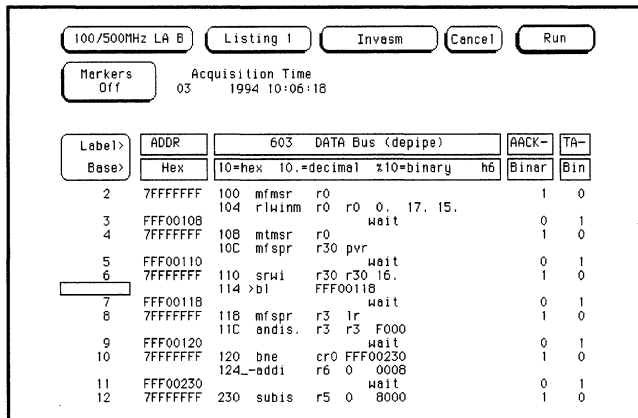 100/500MHz LA B Listing 1 Invasm Cancel Run
Markers Off Acquisition Time
03 1994 10:06:18
Label> ADDR 603 DATA Bus (depipe) AACK- TA-
Base> Hex 10=hex 10.=decimal %10=binary h6 Binar Bin
2 7FFFFFFF 100 mfmsr r0 1 0
104 rlwinm r0 r0 0. 17. 15.
3 FFF00108 wait 0 1
4 7FFFFFFF 108 mtmsr r0 1 0
10C mfspr r30 pvr
5 FFF00110 wait 0 1
6 7FFFFFFF 110 srwi r30 r30 16. 1 0
114 >bl FFF00118
7 FFF00118 wait 0 1
8 7FFFFFFF 118 mfspr r3 lr 1 0
11C andis. r3 r3 F000
9 FFF00120 wait 0 1
10 7FFFFFFF 120 bne cr0 FFF00230 1 0
124_-addi r6 0 0008
11 FFF00230 wait 0 1
12 7FFFFFFF 230 subis r5 0 8000 1 0